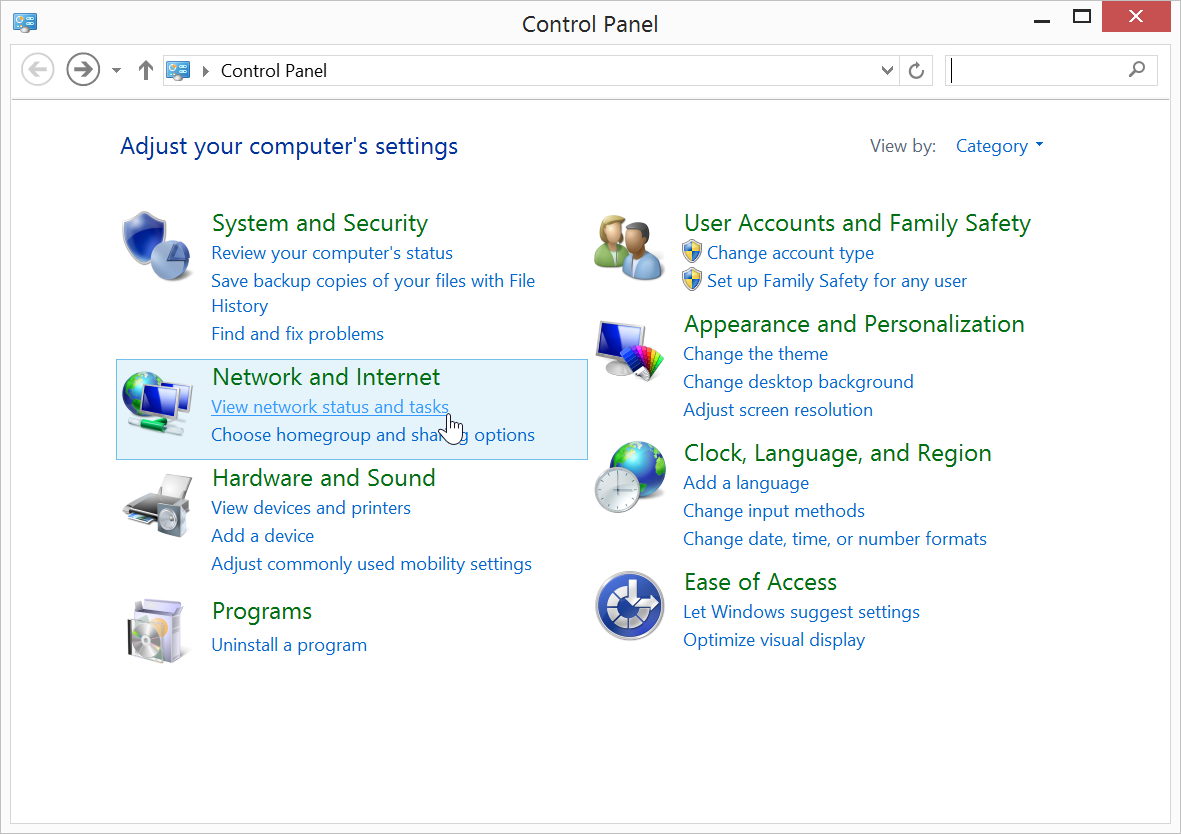 Control Panel
Control Panel
Adjust your computer's settings
View by: Category
System and Security
Review your computer's status
Save backup copies of your files with File
History
Find and fix problems
Network and Internet
View network status and tasks
Choose homegroup and sharing options
Hardware and Sound
View devices and printers
Add a device
Adjust commonly used mobility settings
Programs
Uninstall a program
User Accounts and Family Safety
Change account type
Set up Family Safety for any user
Appearance and Personalization
Change the theme
Change desktop background
Adjust screen resolution
Clock, Language, and Region
Add a language
Change input methods
Change date, time, or number formats
Ease of Access
Let Windows suggest settings
Optimize visual display